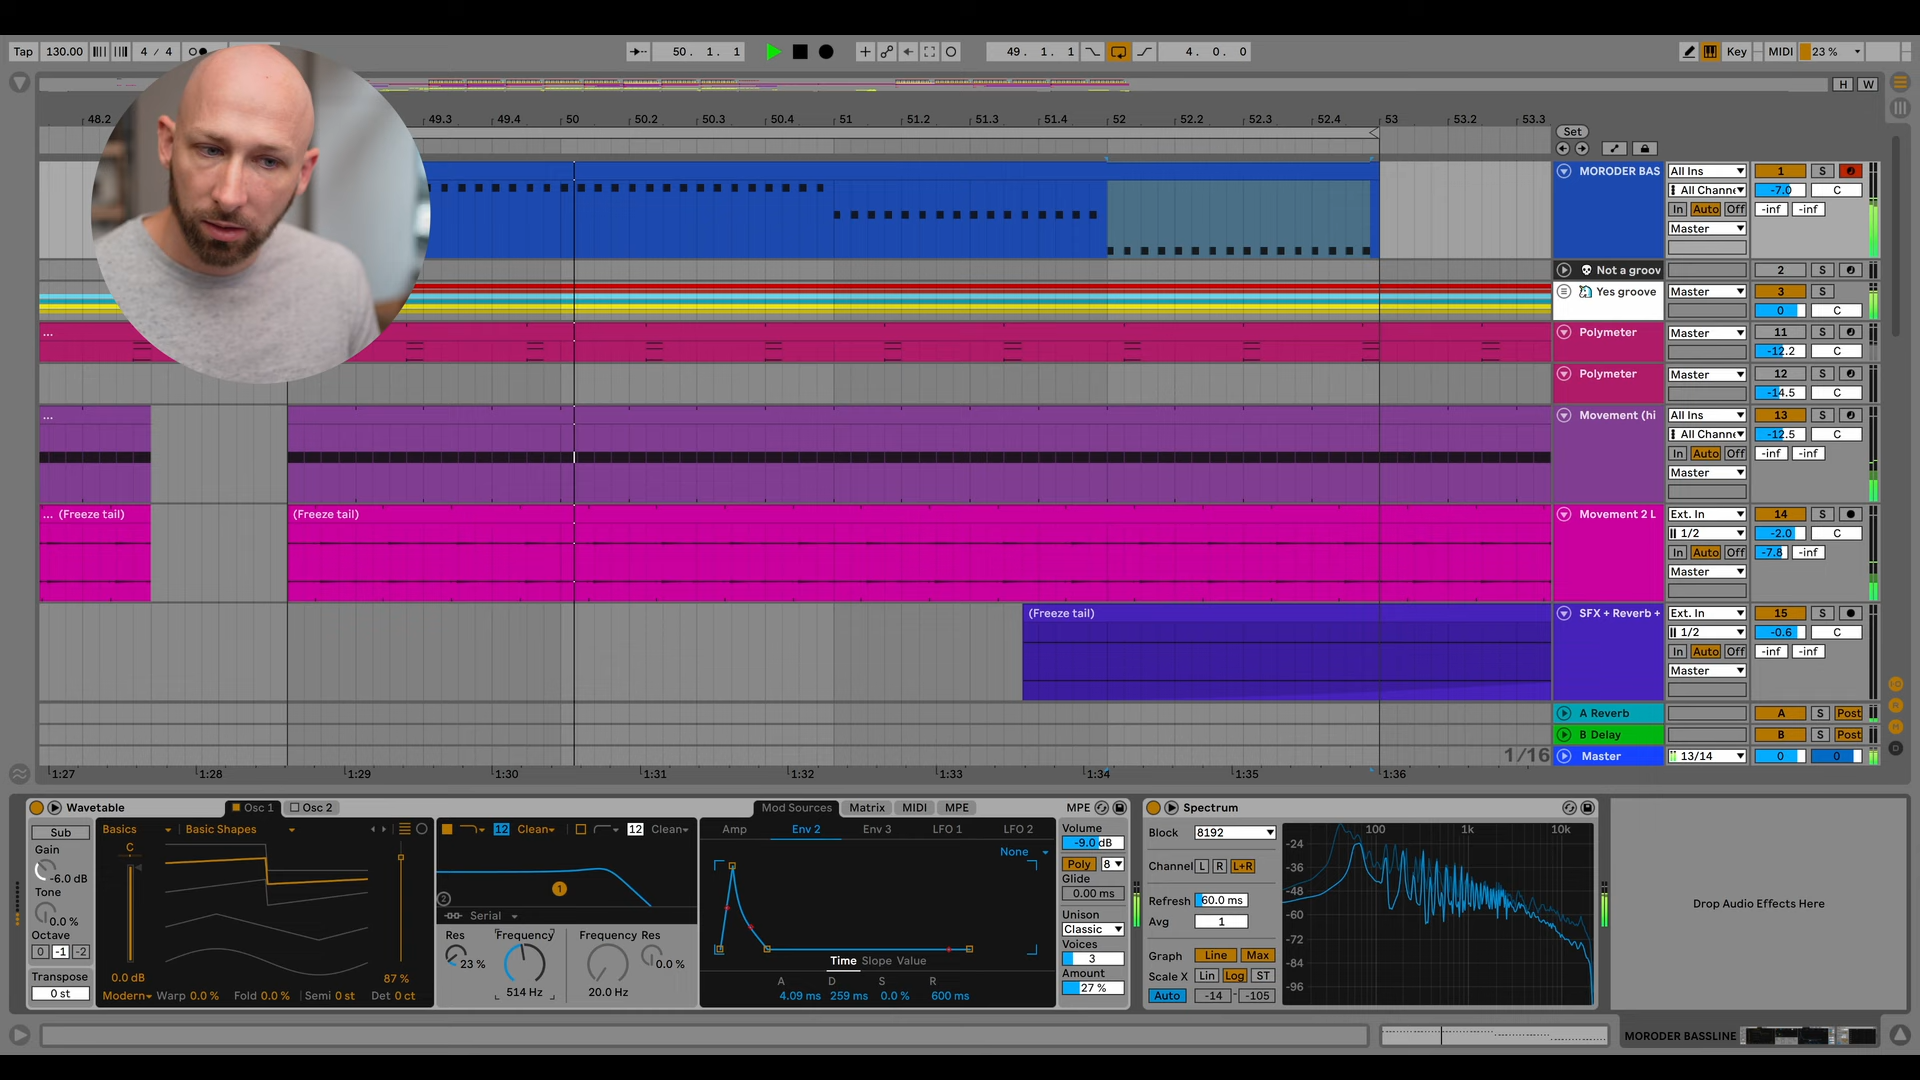 Tap 130.00 4 / 4 50. 1. 1 49. 1. 1 4. 0. 0 Key MIDI 23 %
H W
48.2 49.3 49.4 50 50.2 50.3 50.4 51 51.2 51.3 51.4 52 52.2 52.3 52.4 53 53.2 53.3
Set
MORODER BAS All Ins 1 S
All Channe -7.0 C
In Auto Off -inf -inf
Master
Not a groov 2 S
Yes groove Master 3 S
0 C
... Polymeter Master 11 S
-12.2 C
Polymeter Master 12 S
-14.5 C
... Movement (hi All Ins 13 S
All Channe -12.5 C
In Auto Off -inf -inf
Master
... (Freeze tail) (Freeze tail) Movement 2 L Ext. In 14 S
1/2 -2.0 C
In Auto Off -7.8 -inf
Master
(Freeze tail) SFX + Reverb + Ext. In 15 S
1/2 -0.6 C
In Auto Off -inf -inf
Master
A Reverb A S Post
B Delay B S Post
1/16 Master 13/14 0 0
1:27 1:28 1:29 1:30 1:31 1:32 1:33 1:34 1:35 1:36
Wavetable Osc 1 Osc 2 Mod Sources Matrix MIDI MPE MPE Spectrum
Sub Basics Basic Shapes 12 Clean 12 Clean Amp Env 2 Env 3 LFO 1 LFO 2 Volume Block 8192 100 1k 10k
Gain C None -9.0 dB -24
-6.0 dB Poly 8 Channel L R L+R -36
Tone 1 Glide
0.0 % 2 0.00 ms Refresh 60.0 ms -48
Octave Serial Unison Avg 1 -60
0 -1 -2 Res Frequency Frequency Res Classic
23 % 0.0 % Voices Graph Line Max -72
Transpose 0.0 dB 87 % Time Slope Value 3 Scale X Lin Log ST -84
0 st Modern Warp 0.0 % Fold 0.0 % Semi 0 st Det 0 ct 514 Hz 20.0 Hz A D S R Amount
4.09 ms 259 ms 0.0 % 600 ms 27 % Auto -14 -105 -96
Drop Audio Effects Here
MORODER BASSLINE